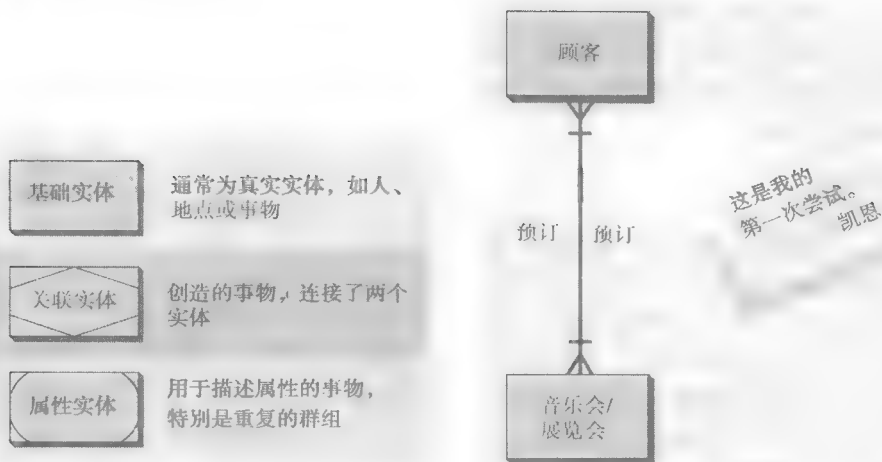 基础实体
通常为真实实体，如人、
地点或事物
关联实体
创造的事物，连接了两个
实体
属性实体
用于描述属性的事物，
特别是重复的群组
顾客
预订
预订
音乐会/
展览会
这是我的
第一次尝试。
凯恩